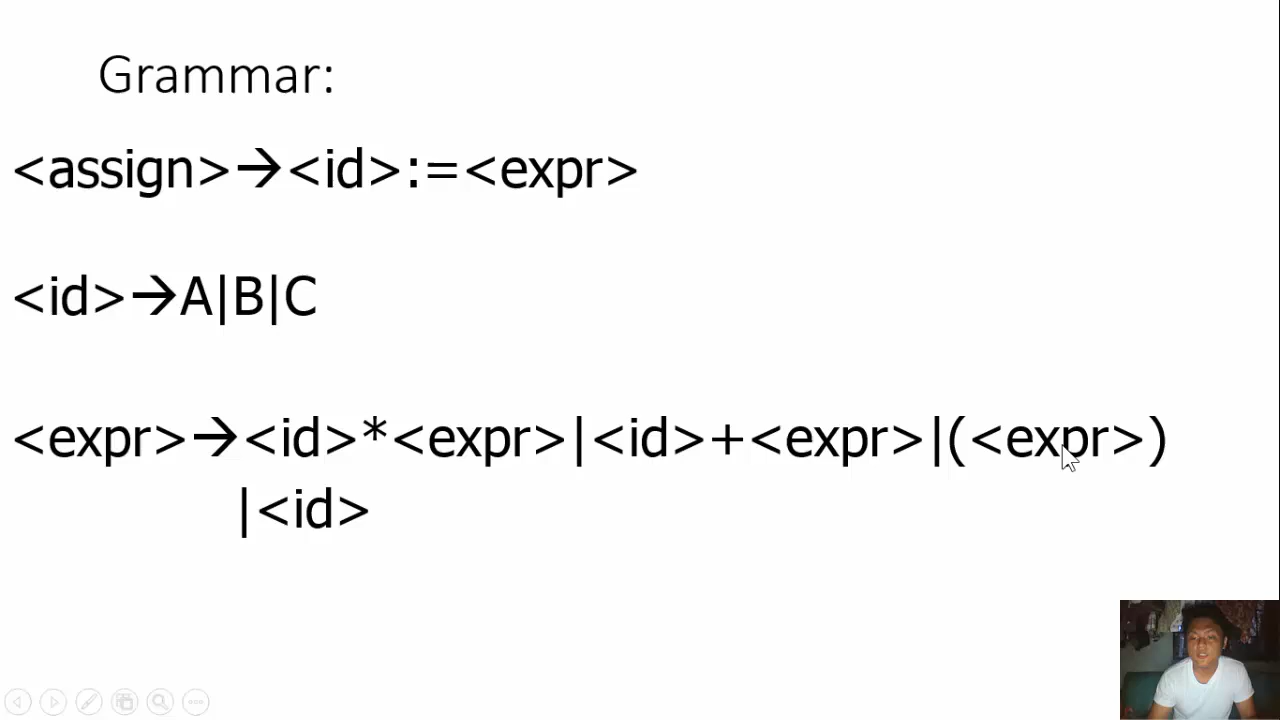 Grammar:
<assign>→<id>:=<expr>
<id>→A|B|C
<expr>→<id>*<expr>|<id>+<expr>|(<expr>)
|<id>